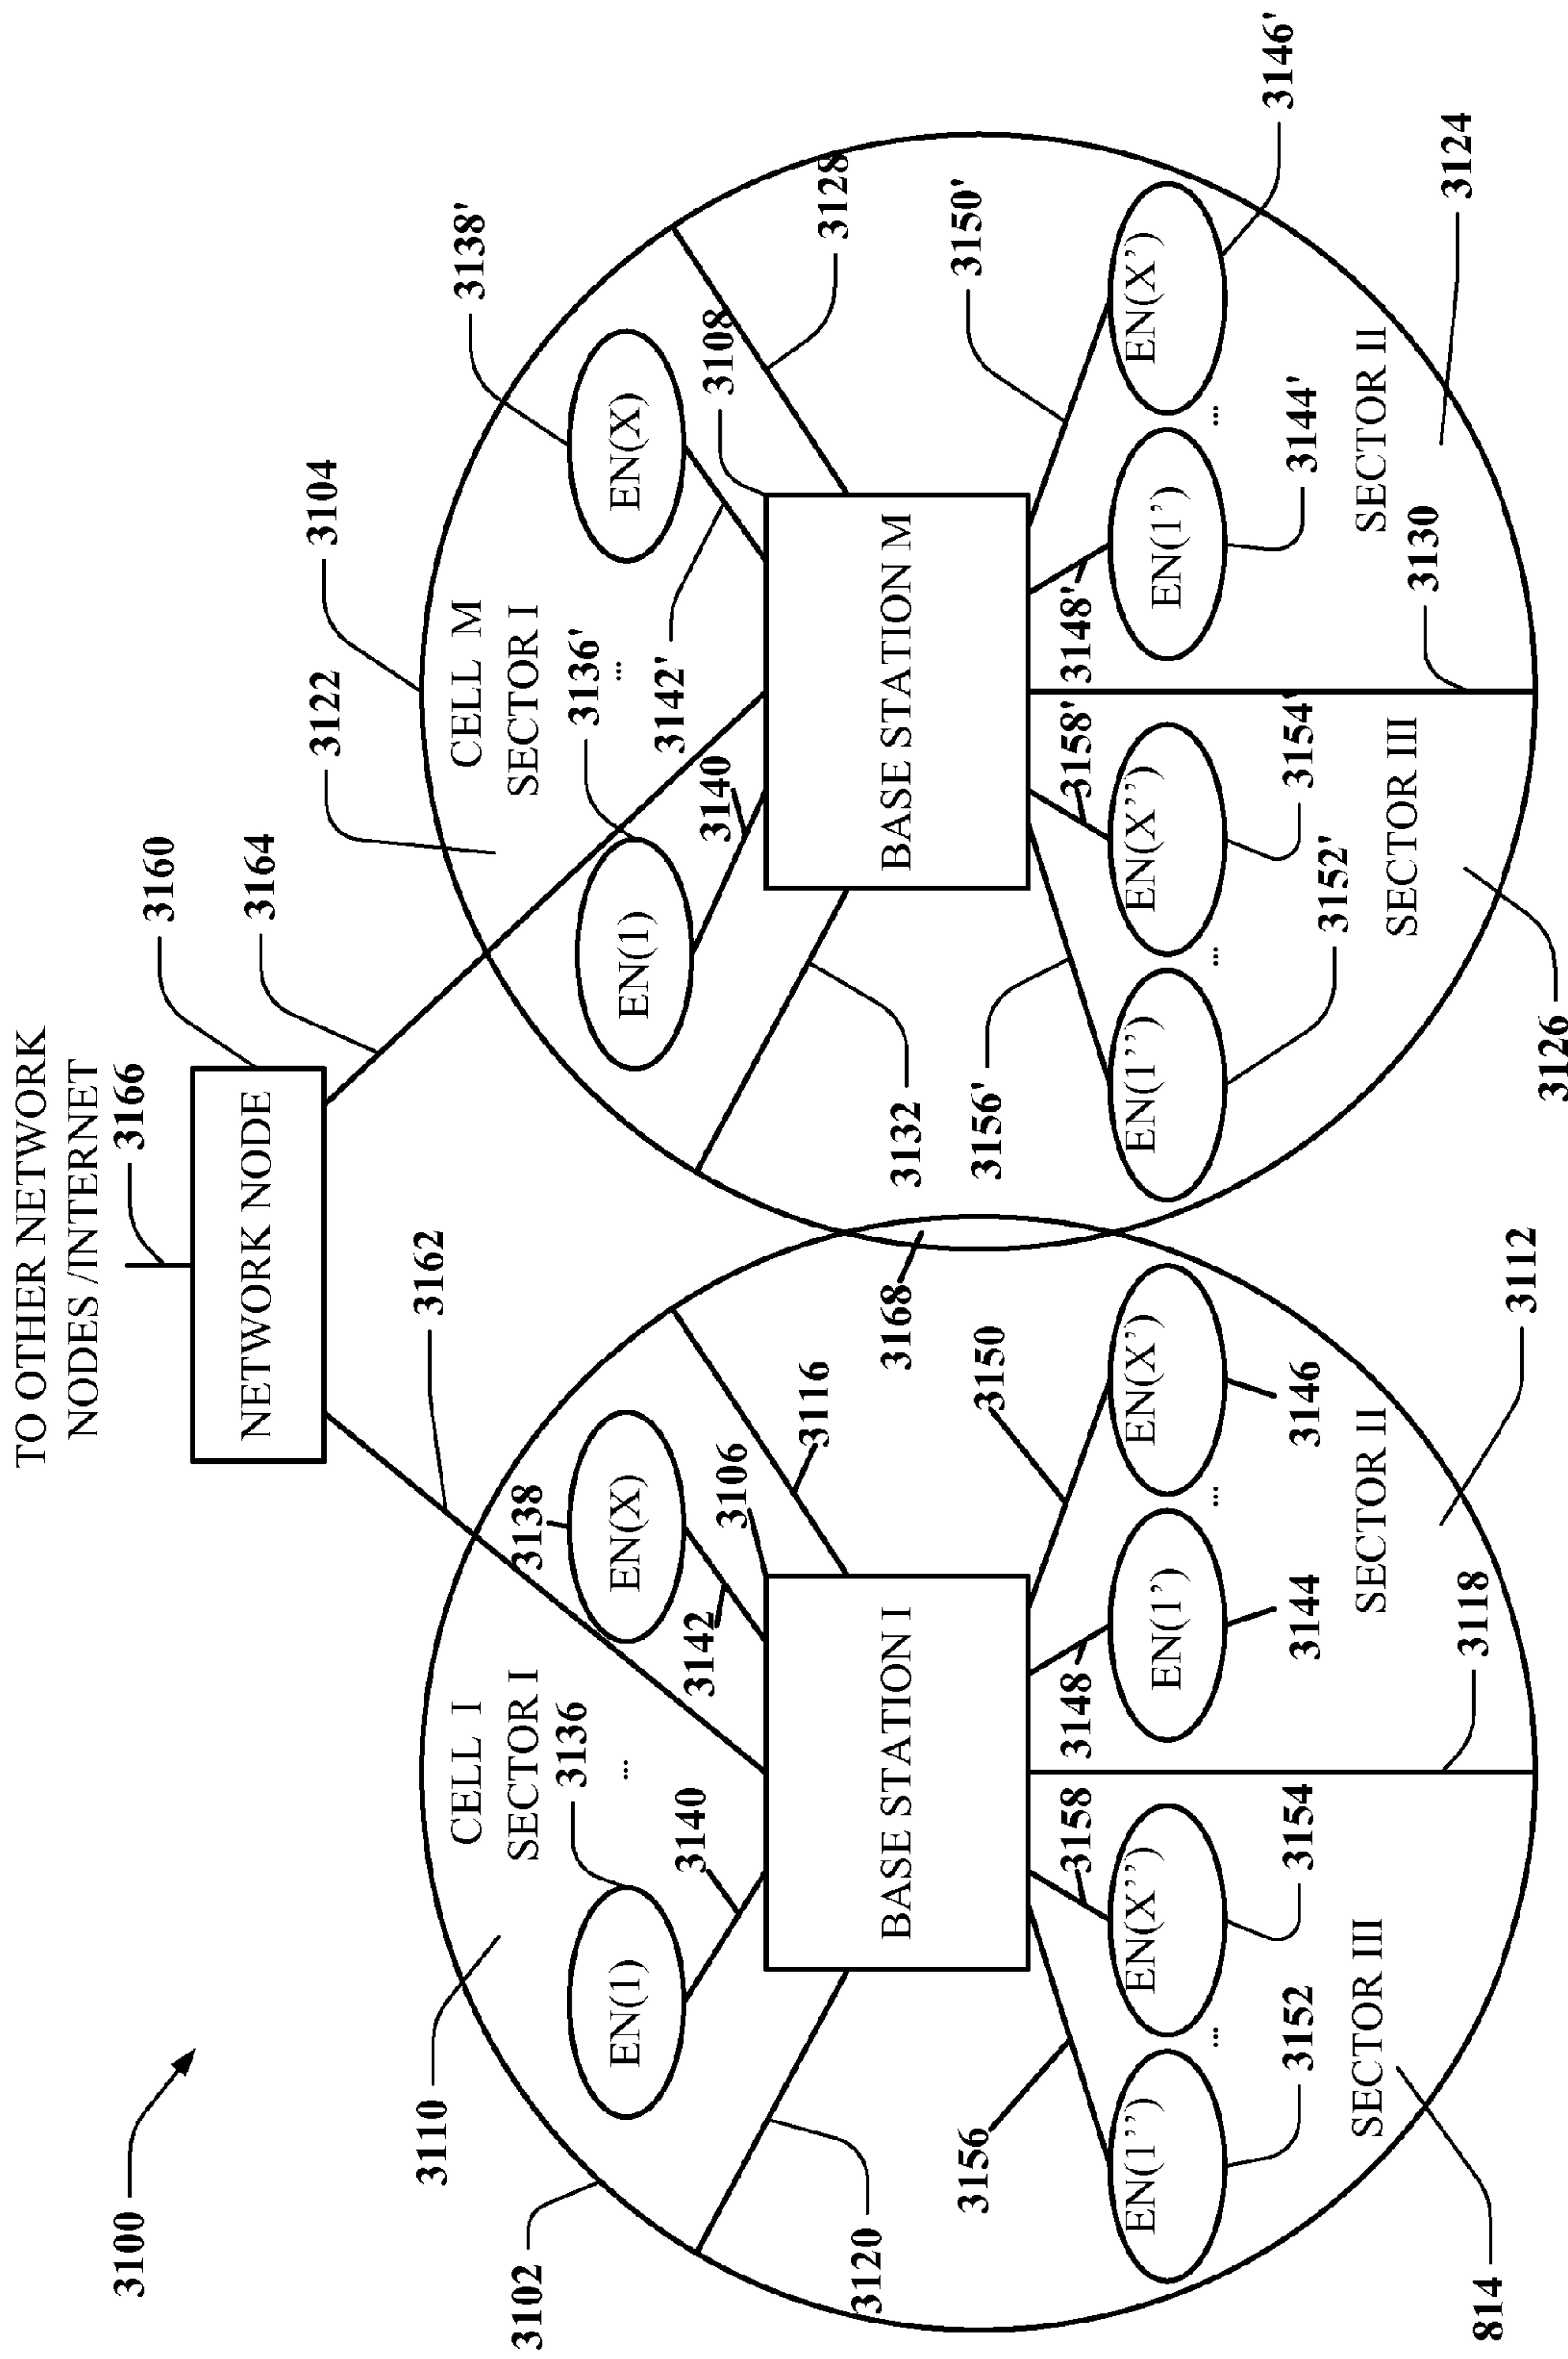 TO OTHER NETWORK
NODES /INTERNET
3166
3160
NETWORK NODE
3164
3162
3100
3102
3110
CELL I
SECTOR I
3136
EN(1)
...
3138
EN(X)
3140
3142
3106
3116
3120
BASE STATION I
3156
3158
3148
3150
EN(1'')
...
EN(X'')
EN(1')
...
EN(X')
3152
3154
3144
3146
SECTOR III
SECTOR II
814
3118
3112
3168
3104
3122
CELL M
SECTOR I
3136'
EN(1)
...
3138'
EN(X)
3140
3142'
3108
3128
3132
BASE STATION M
3156'
3158'
3148'
3150'
EN(1'')
...
EN(X'')
EN(1')
...
EN(X')
3152'
3154'
3144'
3146'
SECTOR III
SECTOR II
3126
3130
3124